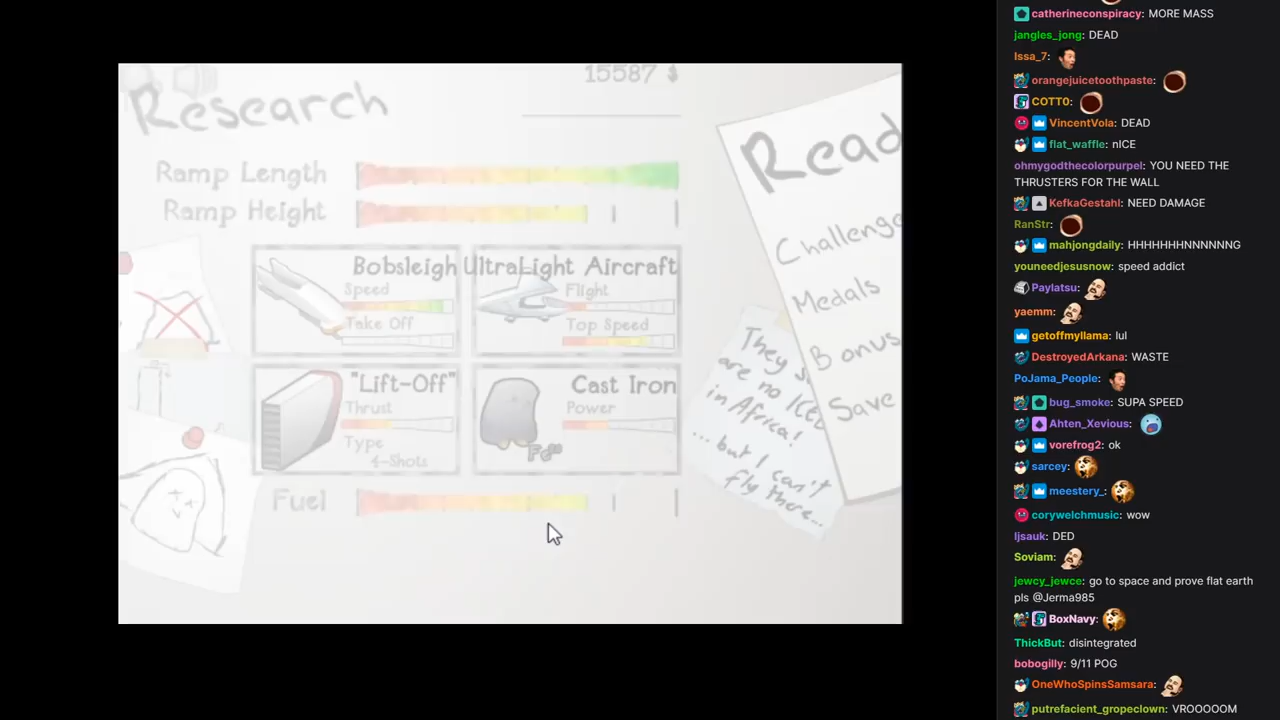 15587 $
Research
Ramp Length
Ramp Height
Bobsleigh
Speed
Take Off
UltraLight Aircraft
Flight
Top Speed
"Lift-Off"
Thrust
Type
4-Shots
Cast Iron
Power
Fuel
Read
Challenge
Medals
Bonus
Save
They
are no
in Africa!
...but I can't
fly there...
catherineconspiracy: MORE MASS
jangles_jong: DEAD
Issa_7:
orangejuicetoothpaste:
COTT0:
VincentVola: DEAD
flat_waffle: nICE
ohmygodthecolorpurpel: YOU NEED THE
THRUSTERS FOR THE WALL
KefkaGestahl: NEED DAMAGE
RanStr:
mahjongdaily: HHHHHHHNNNNNNG
youneedjesusnow: speed addict
Paylatsu:
yaemm:
getoffmyllama: lul
DestroyedArkana: WASTE
PoJama_People:
bug_smoke: SUPA SPEED
Ahten_Xevious:
vorefrog2: ok
sarcey:
meestery_:
corywelchmusic: wow
ljsauk: DED
Soviam:
jewcy_jewce: go to space and prove flat earth
pls @Jerma985
BoxNavy:
ThickBut: disintegrated
bobogilly: 9/11 POG
OneWhoSpinsSamsara:
putrefacient_gropeclown: VROOOOOM